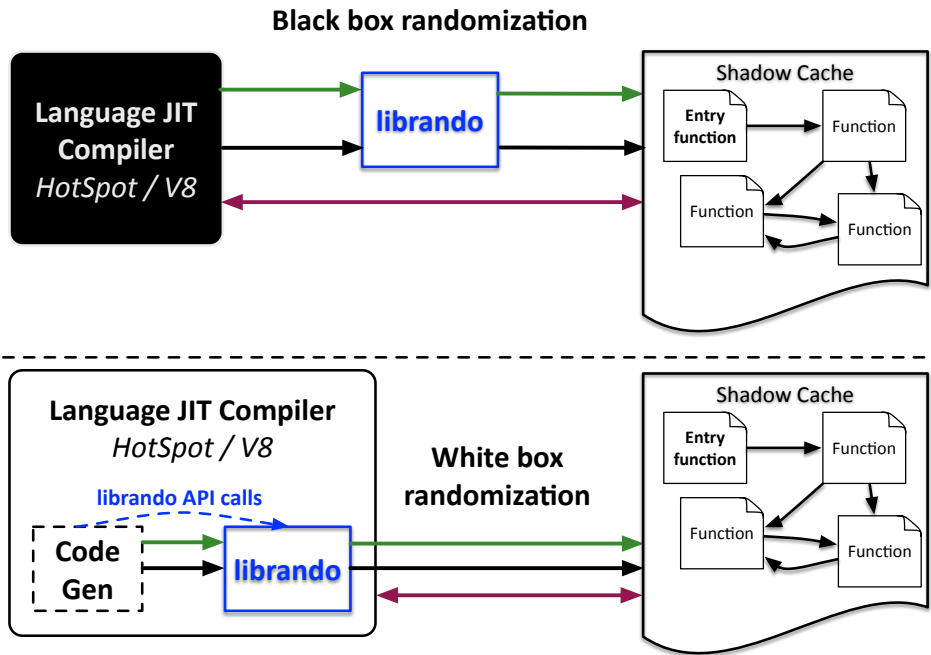 Black box randomization
Language JIT
Compiler
HotSpot / V8
librando
Shadow Cache
Entry
function
Function
Function
Function
Language JIT Compiler
HotSpot / V8
librando API calls
Code
Gen
librando
White box
randomization
Shadow Cache
Entry
function
Function
Function
Function